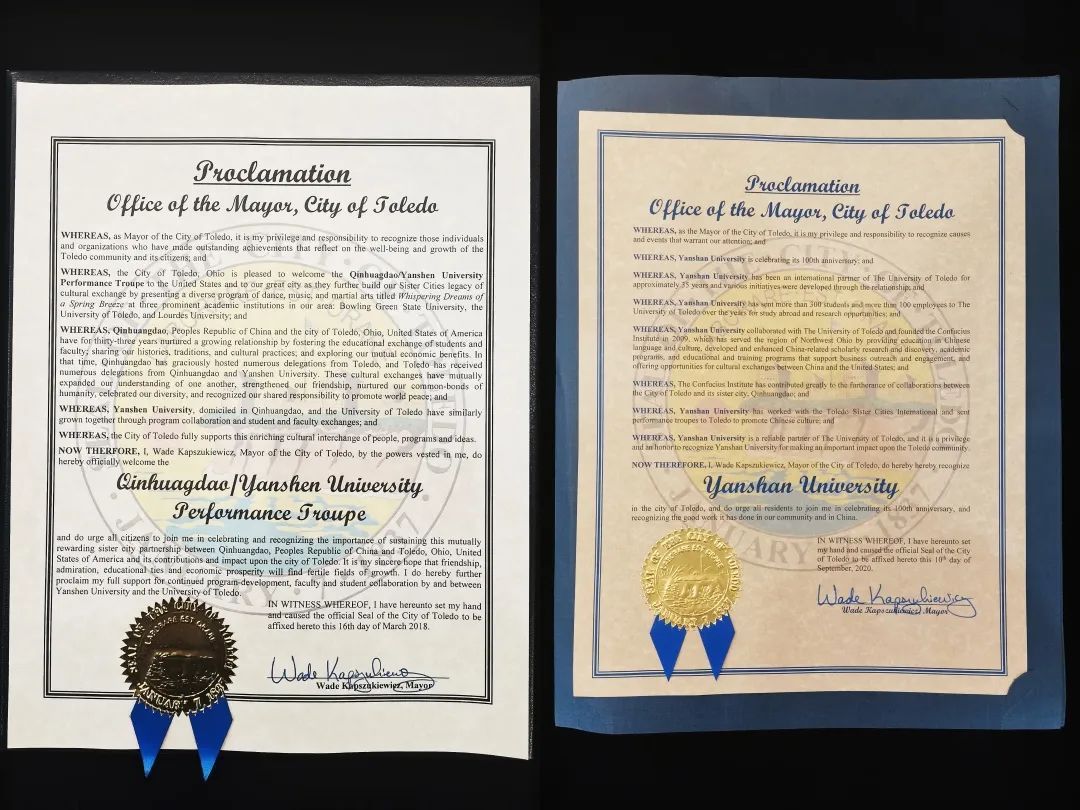 Proclamation
Office of the Mayor, City of Toledo
WHEREAS, as Mayor of the City of Toledo, it is my privilege and responsibility to recognize those individuals
and organizations who have made outstanding achievements that reflect on the well-being and growth of the
Toledo community and its citizens; and
WHEREAS, the City of Toledo, Ohio is pleased to welcome the Qinhuagdao/Yanshen University
Performance Troupe to the United States and to our great city as they further build our Sister Cities legacy of
cultural exchange by presenting a diverse program of dance, music, and martial arts titled Whispering Dreams of
a Spring Breeze at three prominent academic institutions in our area: Bowling Green State University, the
University of Toledo, and Lourdes University; and
WHEREAS, Qinhuagdao, Peoples Republic of China and the city of Toledo, Ohio, United States of America
have for thirty-three years nurtured a growing relationship by fostering the educational exchange of students and
faculty; sharing our histories, traditions, and cultural practices; and exploring our mutual economic benefits. In
that time, Qinhuagdao has graciously hosted numerous delegations from Toledo, and Toledo has received
numerous delegations from Qinhuagdao and Yanshen University. These cultural exchanges have mutually
expanded our understanding of one another, strengthened our friendship, nurtured our common-bonds of
humanity, celebrated our diversity, and recognized our shared responsibility to promote world peace; and
WHEREAS, Yanshen University, domiciled in Qinhuagdao, and the University of Toledo have similarly
grown together through program collaboration and student and faculty exchanges; and
WHEREAS, the City of Toledo fully supports this enriching cultural interchange of people, programs and ideas.
NOW THERFORE, I, Wade Kapszukiewicz, Mayor of the City of Toledo, by the powers vested in me, do
hereby officially welcome the
Qinhuagdao/Yanshen University
Performance Troupe
and do urge all citizens to join me in celebrating and recognizing the importance of sustaining this mutually
rewarding sister city partnership between Qinhuagdao, Peoples Republic of China and Toledo, Ohio, United
States of America and its contributions and impact upon the city of Toledo. It is my sincere hope that friendship,
admiration, educational ties and economic prosperity will find fertile fields of growth. I do hereby further
proclaim my full support for continued program-development, faculty and student collaboration by and between
Yanshen University and the University of Toledo.
IN WITNESS WHEREOF, I have hereunto set my hand
and caused the official Seal of the City of Toledo to be
affixed hereto this 16th day of March 2018.
Wade Kapszukiewicz, Mayor
JANUARY 7, 1837
Proclamation
Office of the Mayor, City of Toledo
WHEREAS, as the Mayor of the City of Toledo, it is my privilege and responsibility to recognize causes
and events that warrant our attention; and
WHEREAS, Yanshan University is celebrating its 100th anniversary; and
WHEREAS, Yanshan University has been an international partner of The University of Toledo for
approximately 35 years and various initiatives were developed through the relationship; and
WHEREAS, Yanshan University has sent more than 300 students and more than 100 employees to The
University of Toledo over the years for study abroad and research opportunities; and
WHEREAS, Yanshan University collaborated with The University of Toledo and founded the Confucius
Institute in 2009, which has served the region of Northwest Ohio by providing education in Chinese
language and culture, developed and enhanced China-related scholarly research and discovery, academic
programs, and educational and training programs that support business outreach and engagement, and
offering opportunities for cultural exchanges between China and the United States; and
WHEREAS, The Confucius Institute has contributed greatly to the furtherance of collaborations between
the City of Toledo and its sister city, Qinhuangdao; and
WHEREAS, Yanshan University has worked with the Toledo Sister Cities International and sent
performance troupes to Toledo to promote Chinese culture; and
WHEREAS, Yanshan University is a reliable partner of The University of Toledo, and it is a privilege
and an honor to recognize Yanshan University for making an important impact upon the Toledo community.
NOW THEREFORE, I, Wade Kapszukiewicz, Mayor of the City of Toledo, do hereby hereby recognize
Yanshan University
in the city of Toledo, and do urge all residents to join me in celebrating its 100th anniversary, and
recognizing the good work it has done in our community and in China.
IN WITNESS WHEREOF, I have hereunto set
my hand and caused the official Seal of the City
of Toledo to be affixed hereto this 10th day of
September, 2020.
Wade Kapszukiewicz
Wade Kapszukiewicz, Mayor